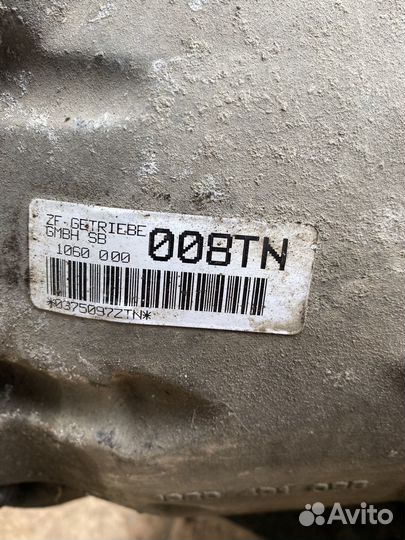 ZF GETRIEBE
GMBH SB
1060 000
008TN
*0375097ZTN*
Avito